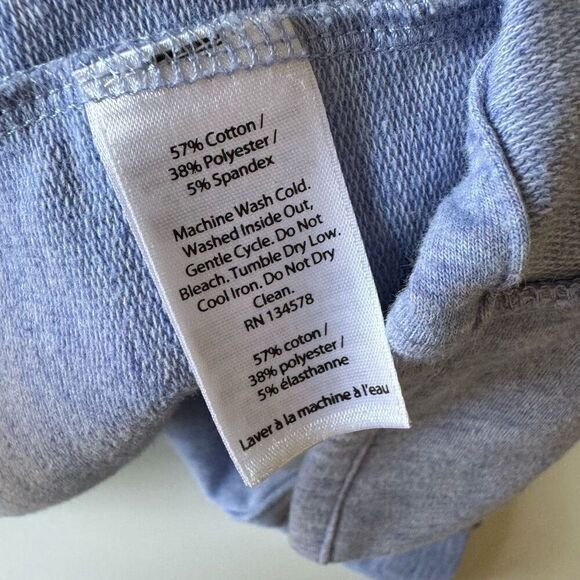 57% Cotton /
38% Polyester /
5% Spandex
Machine Wash Cold.
Washed Inside Out,
Gentle Cycle. Do Not
Bleach. Tumble Dry Low.
Cool Iron. Do Not Dry
Clean.
RN 134578
57% coton /
38% polyester /
5% élasthanne
Laver à la machine à l'eau